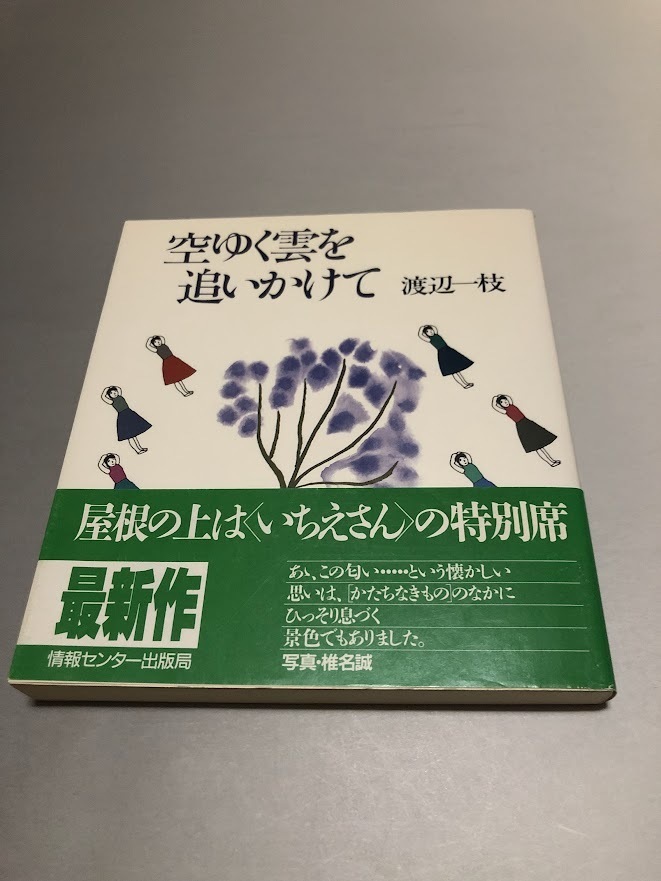 空ゆく雲を
追いかけて
渡辺一枝
屋根の上は〈いちえさん〉の特別席
最新作
情報センター出版局
あゝ、この匂い……という懐かしい
思いは、「かたちなきもの」のなかに
ひっそり息づく
景色でもありました。
写真・椎名誠